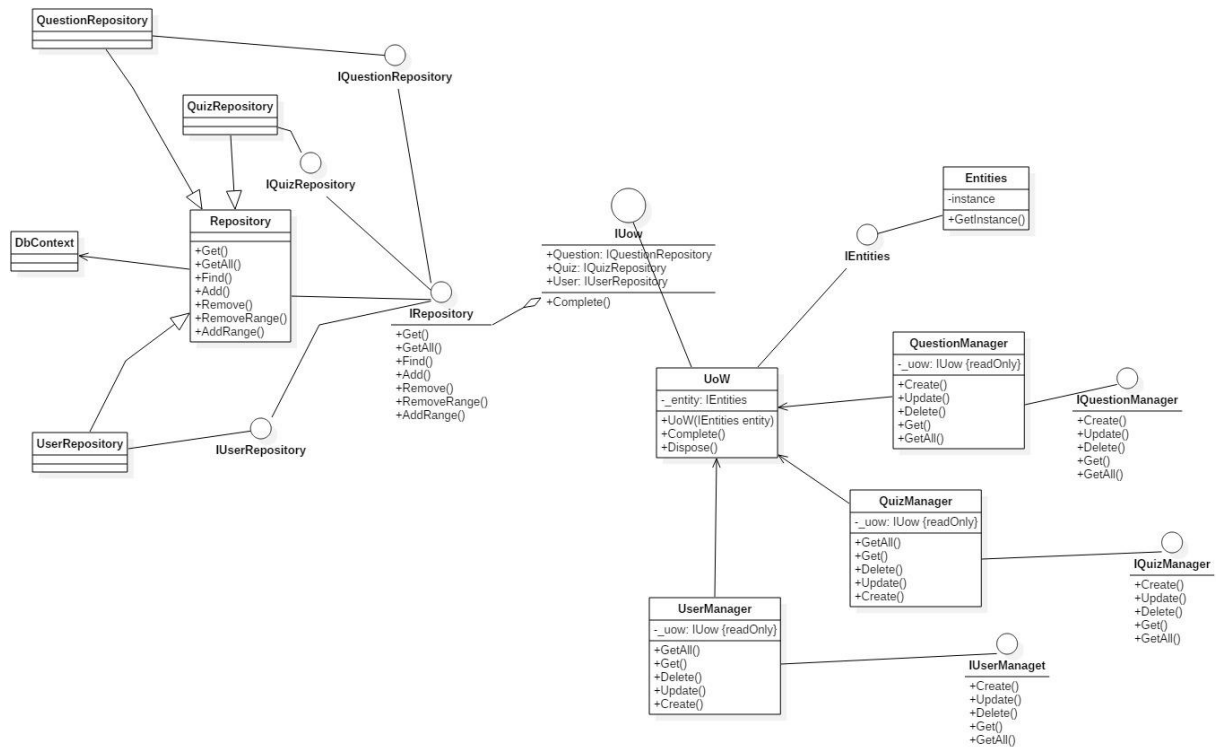 QuestionRepository
IQuestionRepository
QuizRepository
IQuizRepository
Repository
+Get()
+GetAll()
+Find()
+Add()
+Remove()
+RemoveRange()
+AddRange()
DbContext
UserRepository
IUserRepository
IRepository
+Get()
+GetAll()
+Find()
+Add()
+Remove()
+RemoveRange()
+AddRange()
IUow
+Question: IQuestionRepository
+Quiz: IQuizRepository
+User: IUserRepository
+Complete()
Entities
-instance
+GetInstance()
IEntities
UoW
-_entity: IEntities
+UoW(IEntities entity)
+Complete()
+Dispose()
QuestionManager
-_uow: IUow {readOnly}
+Create()
+Update()
+Delete()
+Get()
+GetAll()
IQuestionManager
+Create()
+Update()
+Delete()
+Get()
+GetAll()
QuizManager
-_uow: IUow {readOnly}
+GetAll()
+Get()
+Delete()
+Update()
+Create()
IQuizManager
+Create()
+Update()
+Delete()
+Get()
+GetAll()
UserManager
-_uow: IUow {readOnly}
+GetAll()
+Get()
+Delete()
+Update()
+Create()
IUserManaget
+Create()
+Update()
+Delete()
+Get()
+GetAll()